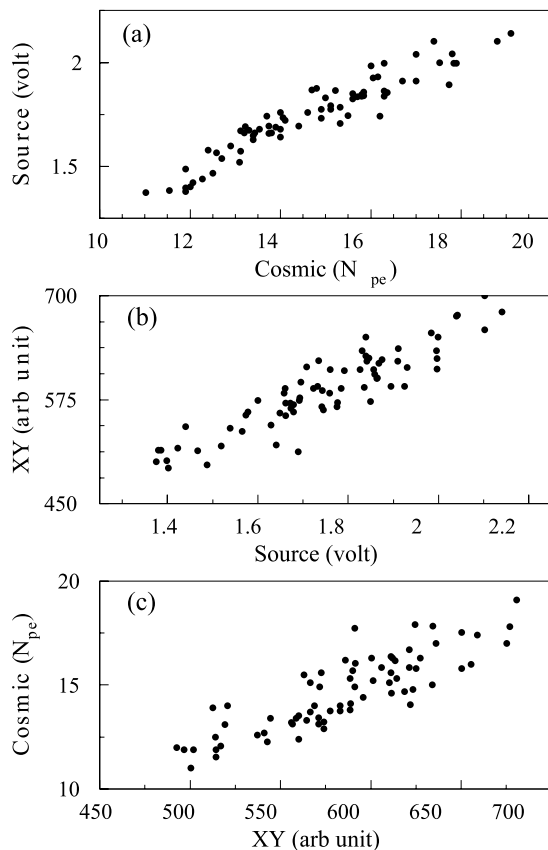 (a)
Source (volt)
2
1.5
10 12 14 16 18 20
Cosmic (N pe)
(b)
XY (arb unit)
700
575
450
1.4 1.6 1.8 2 2.2
Source (volt)
(c)
Cosmic (Npe)
20
15
10
450 500 550 600 650 700
XY (arb unit)